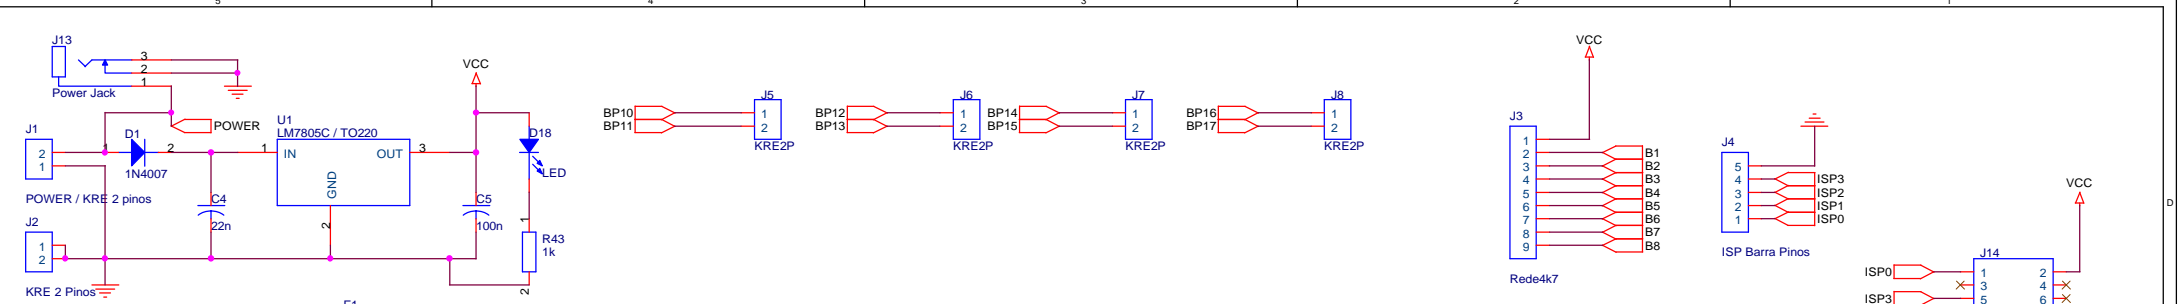 5 4 3 2 1
J13
3
2
1
Power Jack
POWER
J1
2
1
POWER / KRE 2 pinos
D1
1 2
1N4007
J2
1
2
KRE 2 Pinos
C4
22n
U1
LM7805C / TO220
1 IN OUT 3
GND
2
VCC
C5
100n
D18
LED
1
R43
1k
2
BP10
BP11
J5
1
2
KRE2P
BP12
BP13
J6
1
2
KRE2P
BP14
BP15
J7
1
2
KRE2P
BP16
BP17
J8
1
2
KRE2P
VCC
J3
1
2 B1
3 B2
4 B3
5 B4
6 B5
7 B6
8 B7
9 B8
Rede4k7
J4
5
4 ISP3
3 ISP2
2 ISP1
1 ISP0
ISP Barra Pinos
VCC
D
J14
ISP0 1 2
3 4
ISP3 5 6